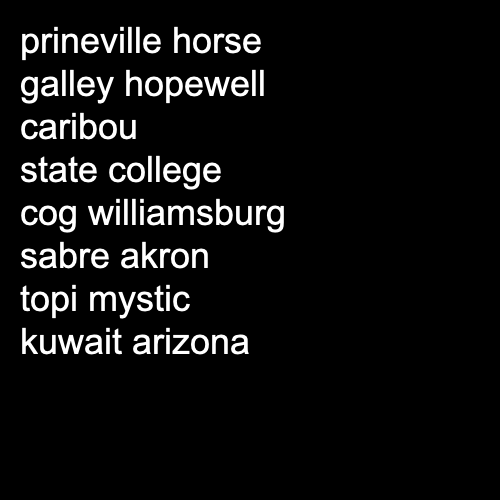 prineville horse
galley hopewell
caribou
state college
cog williamsburg
sabre akron
topi mystic
kuwait arizona